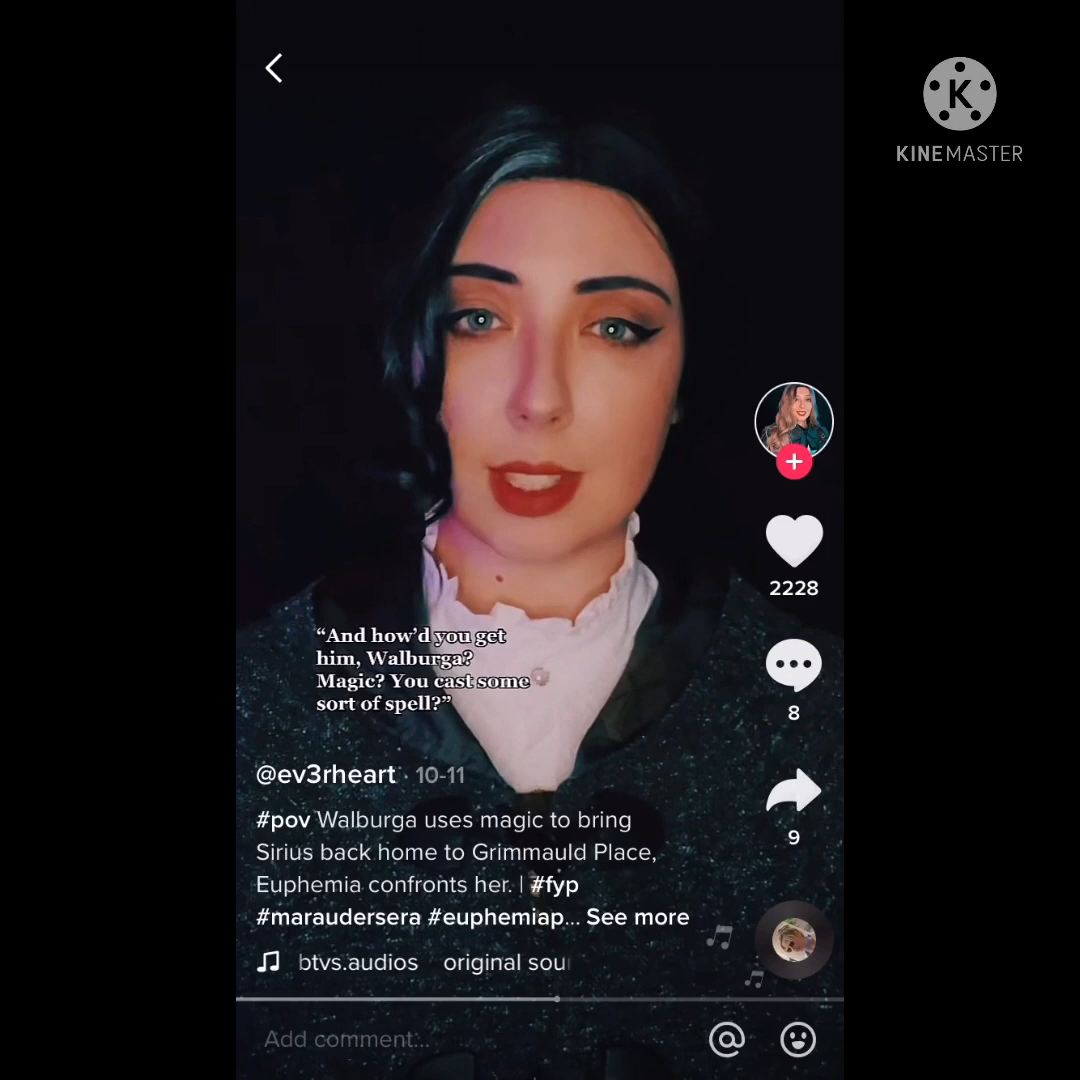 K
KINEMASTER
2228
“And how’d you get
him, Walburga?
Magic? You cast some
sort of spell?”
8
@ev3rheart · 10-11
#pov Walburga uses magic to bring
Sirius back home to Grimmauld Place,
Euphemia confronts her. | #fyp
#maraudersera #euphemiap... See more
9
btvs.audios original sou
Add comment...
@